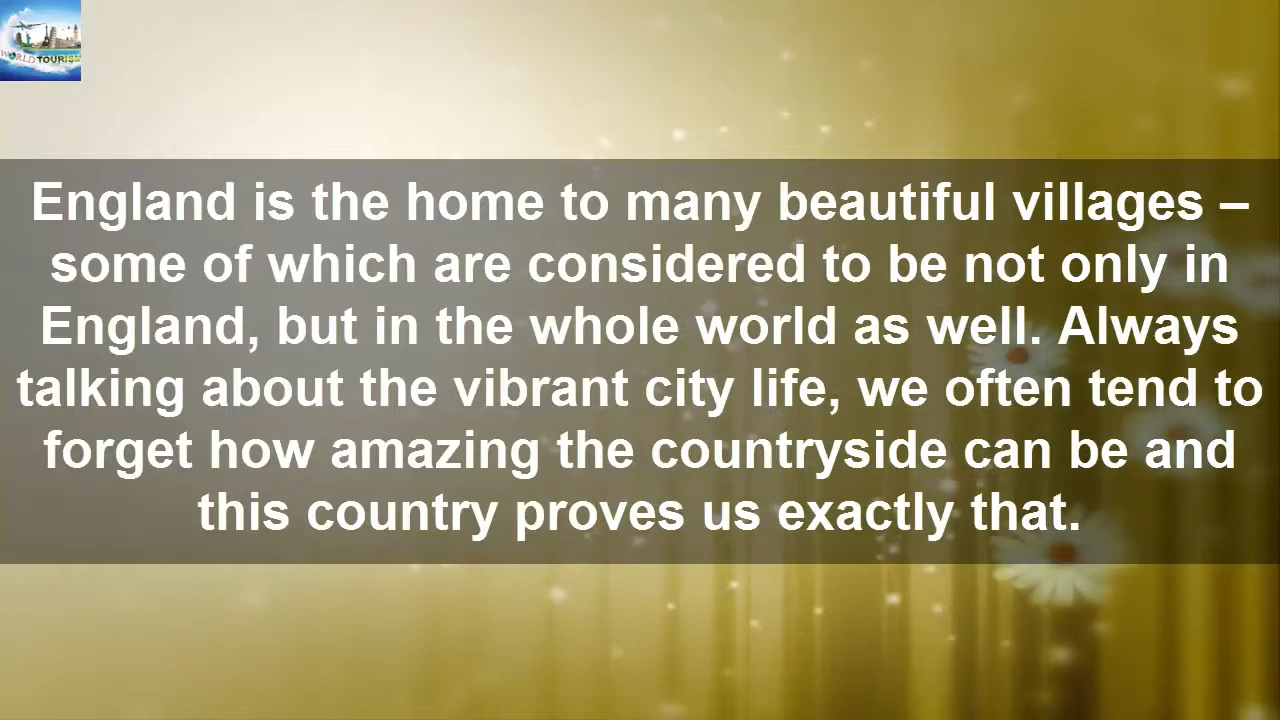 WORLD TOURISM
England is the home to many beautiful villages –
some of which are considered to be not only in
England, but in the whole world as well. Always
talking about the vibrant city life, we often tend to
forget how amazing the countryside can be and
this country proves us exactly that.